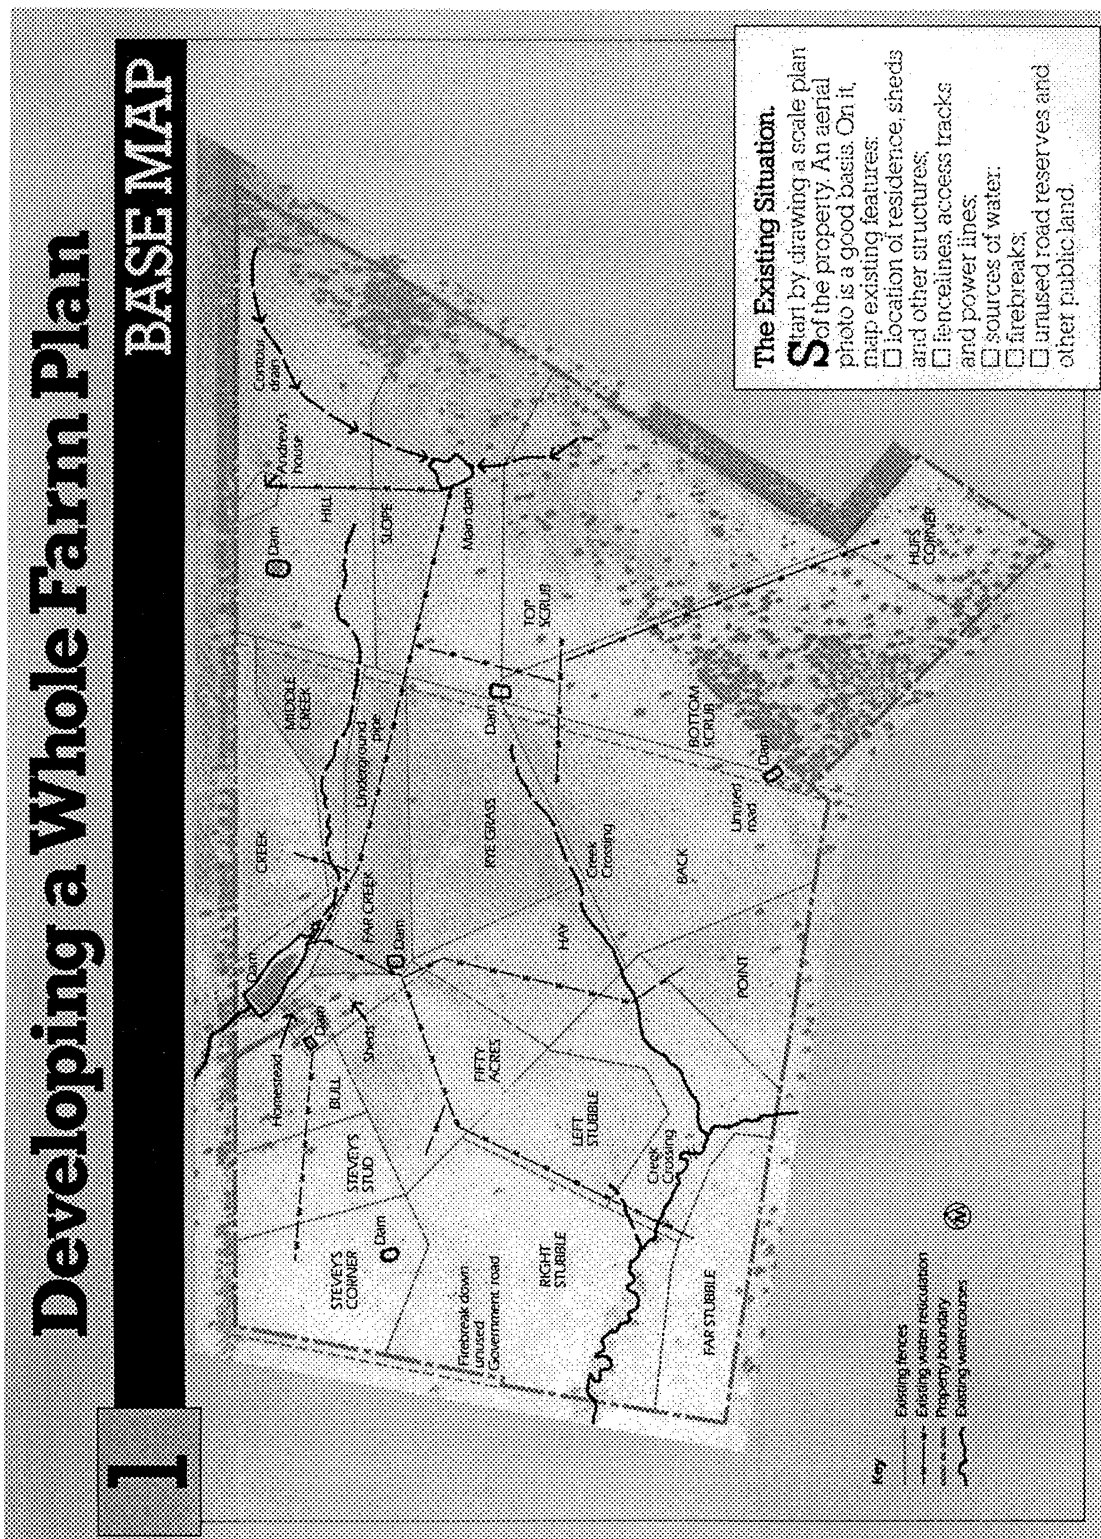 Developing a Whole Farm Plan
1
BASE MAP
The Existing Situation.
Start by drawing a scale plan
of the property. An aerial
photo is a good basis. On it,
map existing features:
□ location of residence, sheds
and other structures;
□ fencelines, access tracks
and power lines;
□ sources of water;
□ firebreaks;
□ unused road reserves and
other public land.
Contour
drain
Andrew's
house
Dam
HILL
SLOPE
Main dam
TOP
SCRUB
HUF'S
CORNER
MIDDLE
CREEK
Underground
pipe
Dam
BOTTOM
SCRUB
Dam
Unused
road
CREEK
RYE GRASS
Creek
Crossing
BACK
FAR CREEK
Dam
HAY
POINT
Dam
Homestead
Dam
Sheds
BULL
FIFTY
ACRES
LEFT
STUBBLE
Creek
Crossing
STEVEY'S
STUD
STEVEY'S
CORNER
Dam
Firebreak down
unused
Government road
RIGHT
STUBBLE
FAR STUBBLE
Key
Existing fences
Existing water reticulation
Property boundary
Existing watercourses